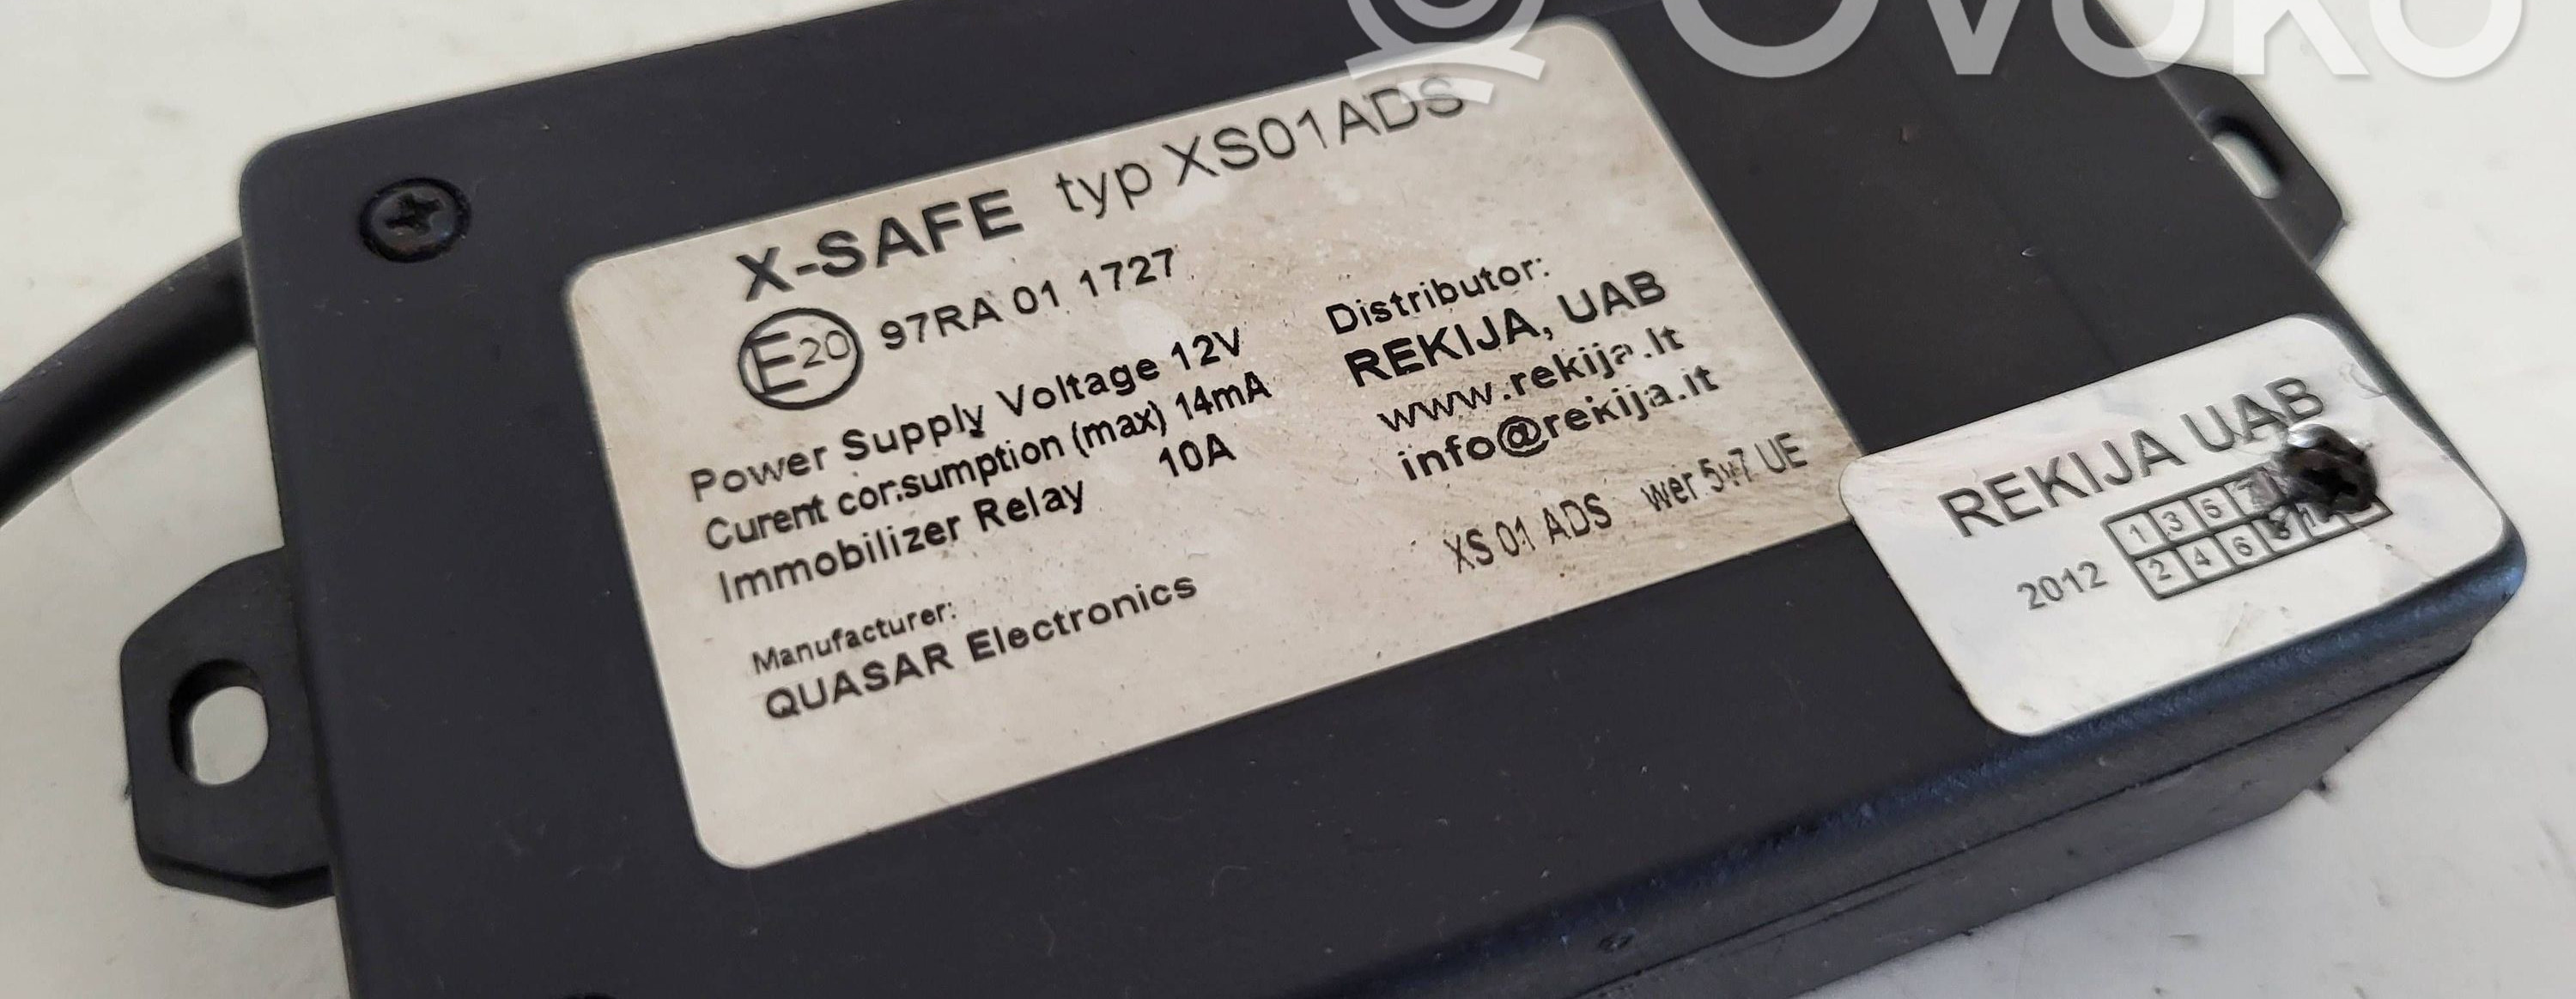 OVOKO
X-SAFE typ XS01ADS
E20 97RA 01 1727
Power Supply Voltage 12V
Curent consumption (max) 14mA
Immobilizer Relay 10A
Manufacturer:
QUASAR Electronics
Distributor:
REKIJA, UAB
www.rekija.lt
info@rekija.lt
XS 01 ADS wer UE
REKIJA UAB
2012
1 3 5 7
2 4 6 8